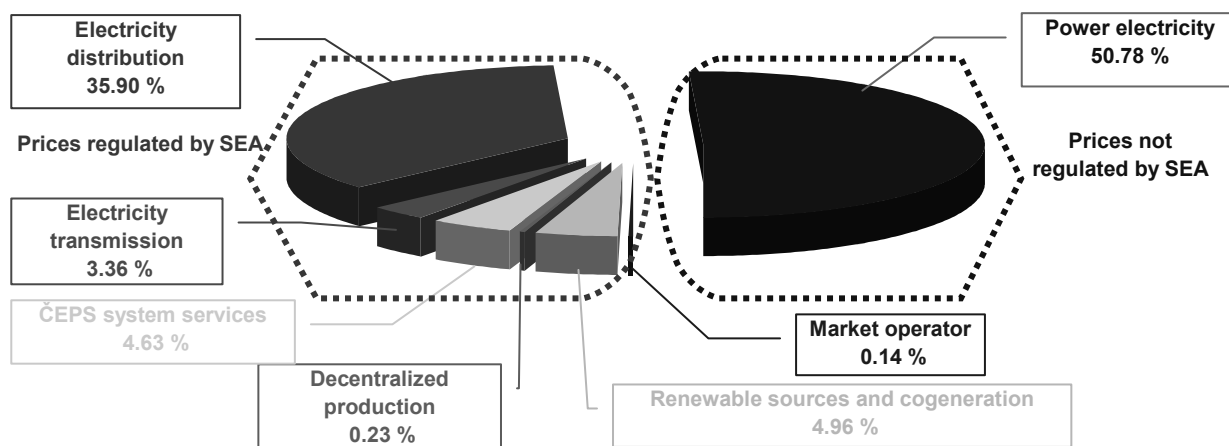 Electricity
distribution
35.90 %
Power electricity
50.78 %
Prices regulated by SEA
Prices not
regulated by SEA
Electricity
transmission
3.36 %
ČEPS system services
4.63 %
Market operator
0.14 %
Decentralized
production
0.23 %
Renewable sources and cogeneration
4.96 %